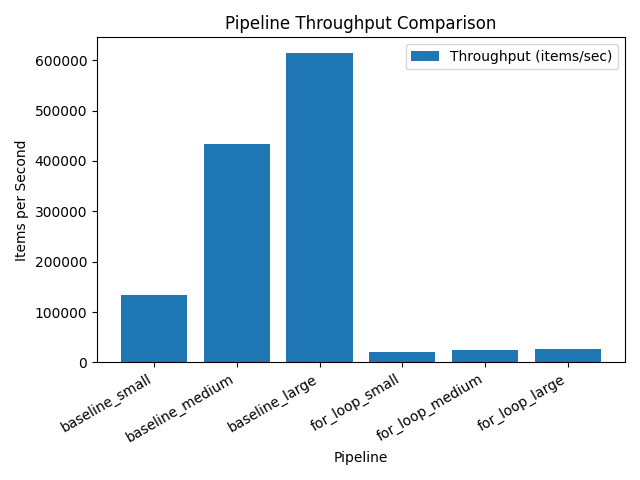 Pipeline Throughput Comparison
Throughput (items/sec)
Items per Second
600000
500000
400000
300000
200000
100000
0
baseline_small
baseline_medium
baseline_large
for_loop_small
for_loop_medium
for_loop_large
Pipeline